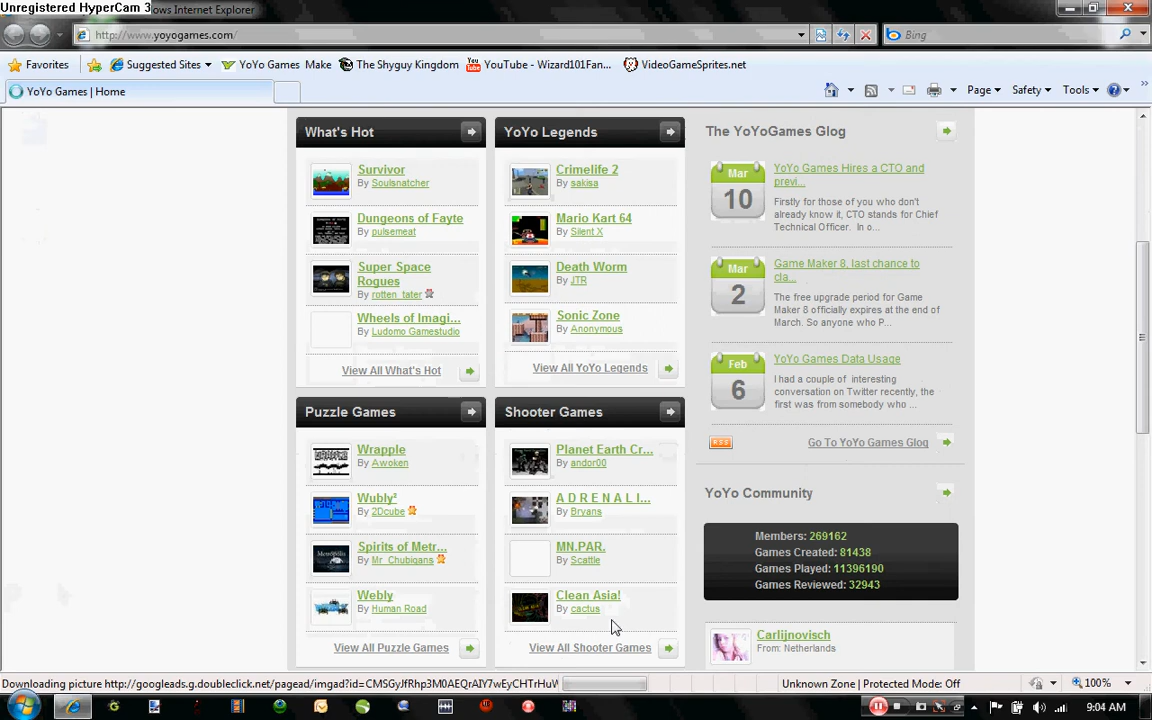 Unregistered HyperCam 3
ows Internet Explorer
http://www.yoyogames.com/
Bing
Favorites
Suggested Sites
YoYo Games Make
The Shyguy Kingdom
YouTube - Wizard101Fan...
VideoGameSprites.net
YoYo Games | Home
Page
Safety
Tools
What's Hot
Survivor
By Soulsnatcher
Dungeons of Fayte
By pulsemeat
Super Space
Rogues
By rotten_tater
Wheels of Imagi...
By Ludomo Gamestudio
View All What's Hot
YoYo Legends
Crimelife 2
By sakisa
Mario Kart 64
By Silent X
Death Worm
By JTR
Sonic Zone
By Anonymous
View All YoYo Legends
The YoYoGames Glog
Mar
10
YoYo Games Hires a CTO and
previ...
Firstly for those of you who don't
already know it, CTO stands for Chief
Technical Officer. In o...
Mar
2
Game Maker 8, last chance to
cla...
The free upgrade period for Game
Maker 8 officially expires at the end of
March. So anyone who P...
Feb
6
YoYo Games Data Usage
I had a couple of interesting
conversation on Twitter recently, the
first was from somebody who ...
RSS
Go To YoYo Games Glog
Puzzle Games
Wrapple
By Awoken
Wubly²
By 2Dcube
Spirits of Metr...
By Mr_Chubigans
Webly
By Human Road
View All Puzzle Games
Shooter Games
Planet Earth Cr...
By andor00
A D R E N A L I...
By Bryans
MN.PAR.
By Scattle
Clean Asia!
By cactus
View All Shooter Games
YoYo Community
Members: 269162
Games Created: 81438
Games Played: 11396190
Games Reviewed: 32943
Carlijnovisch
From: Netherlands
Downloading picture http://googleads.g.doubleclick.net/pagead/imgad?id=CMSGyJfRhp3M0AEQrAIY7wEyCHTrHuW
Unknown Zone | Protected Mode: Off
100%
9:04 AM